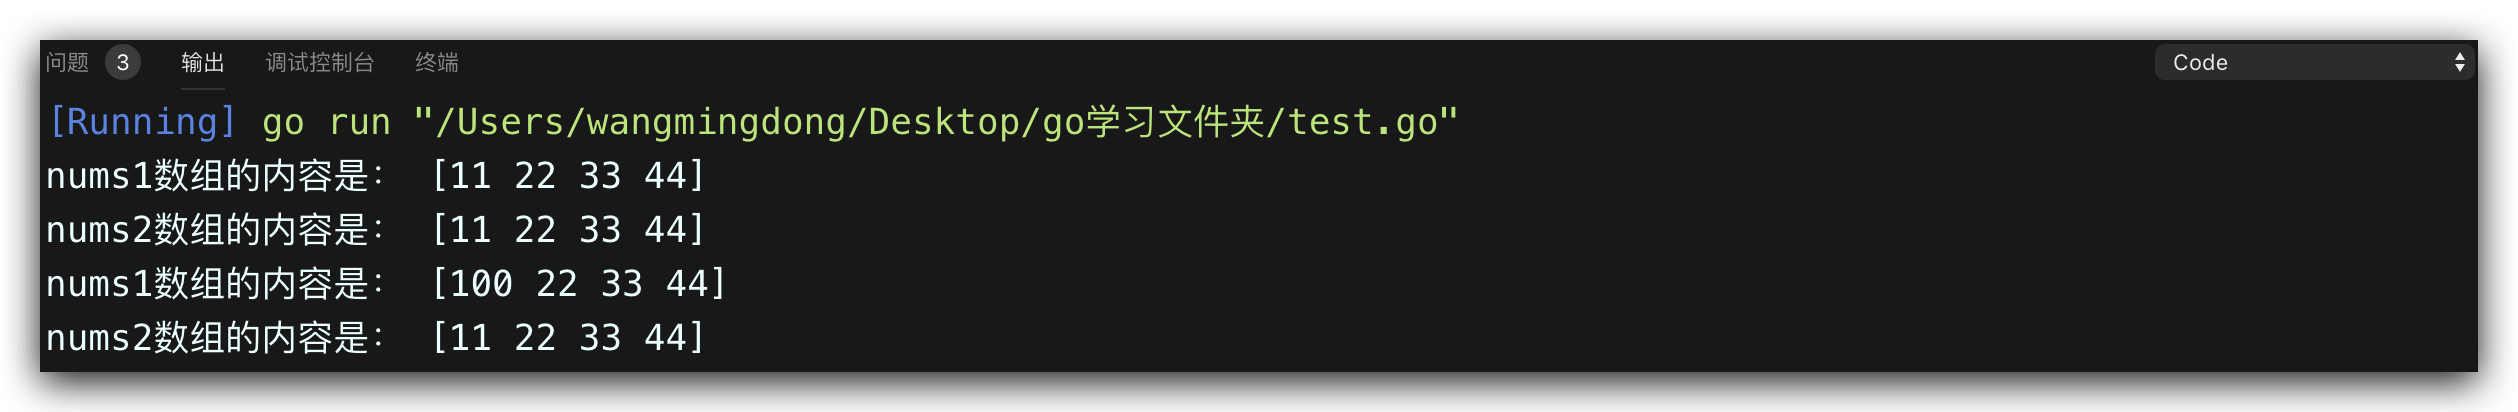 问题 3 输出 调试控制台 终端 Code
[Running] go run "/Users/wangmingdong/Desktop/go学习文件夹/test.go"
nums1数组的内容是： [11 22 33 44]
nums2数组的内容是： [11 22 33 44]
nums1数组的内容是： [100 22 33 44]
nums2数组的内容是： [11 22 33 44]